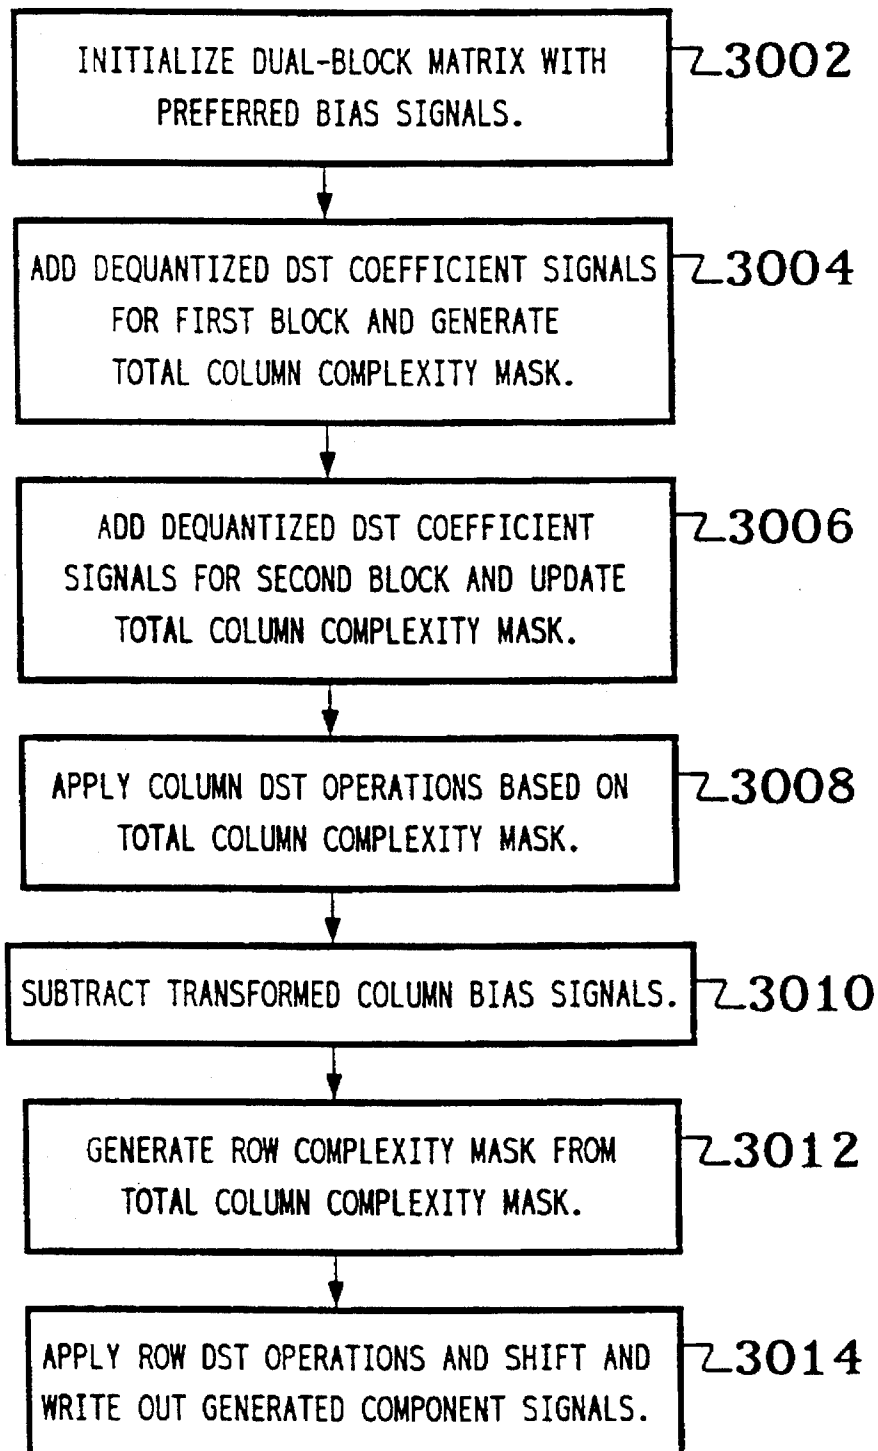 INITIALIZE DUAL-BLOCK MATRIX WITH
PREFERRED BIAS SIGNALS.
3002
ADD DEQUANTIZED DST COEFFICIENT SIGNALS
FOR FIRST BLOCK AND GENERATE
TOTAL COLUMN COMPLEXITY MASK.
3004
ADD DEQUANTIZED DST COEFFICIENT
SIGNALS FOR SECOND BLOCK AND UPDATE
TOTAL COLUMN COMPLEXITY MASK.
3006
APPLY COLUMN DST OPERATIONS BASED ON
TOTAL COLUMN COMPLEXITY MASK.
3008
SUBTRACT TRANSFORMED COLUMN BIAS SIGNALS.
3010
GENERATE ROW COMPLEXITY MASK FROM
TOTAL COLUMN COMPLEXITY MASK.
3012
APPLY ROW DST OPERATIONS AND SHIFT AND
WRITE OUT GENERATED COMPONENT SIGNALS.
3014